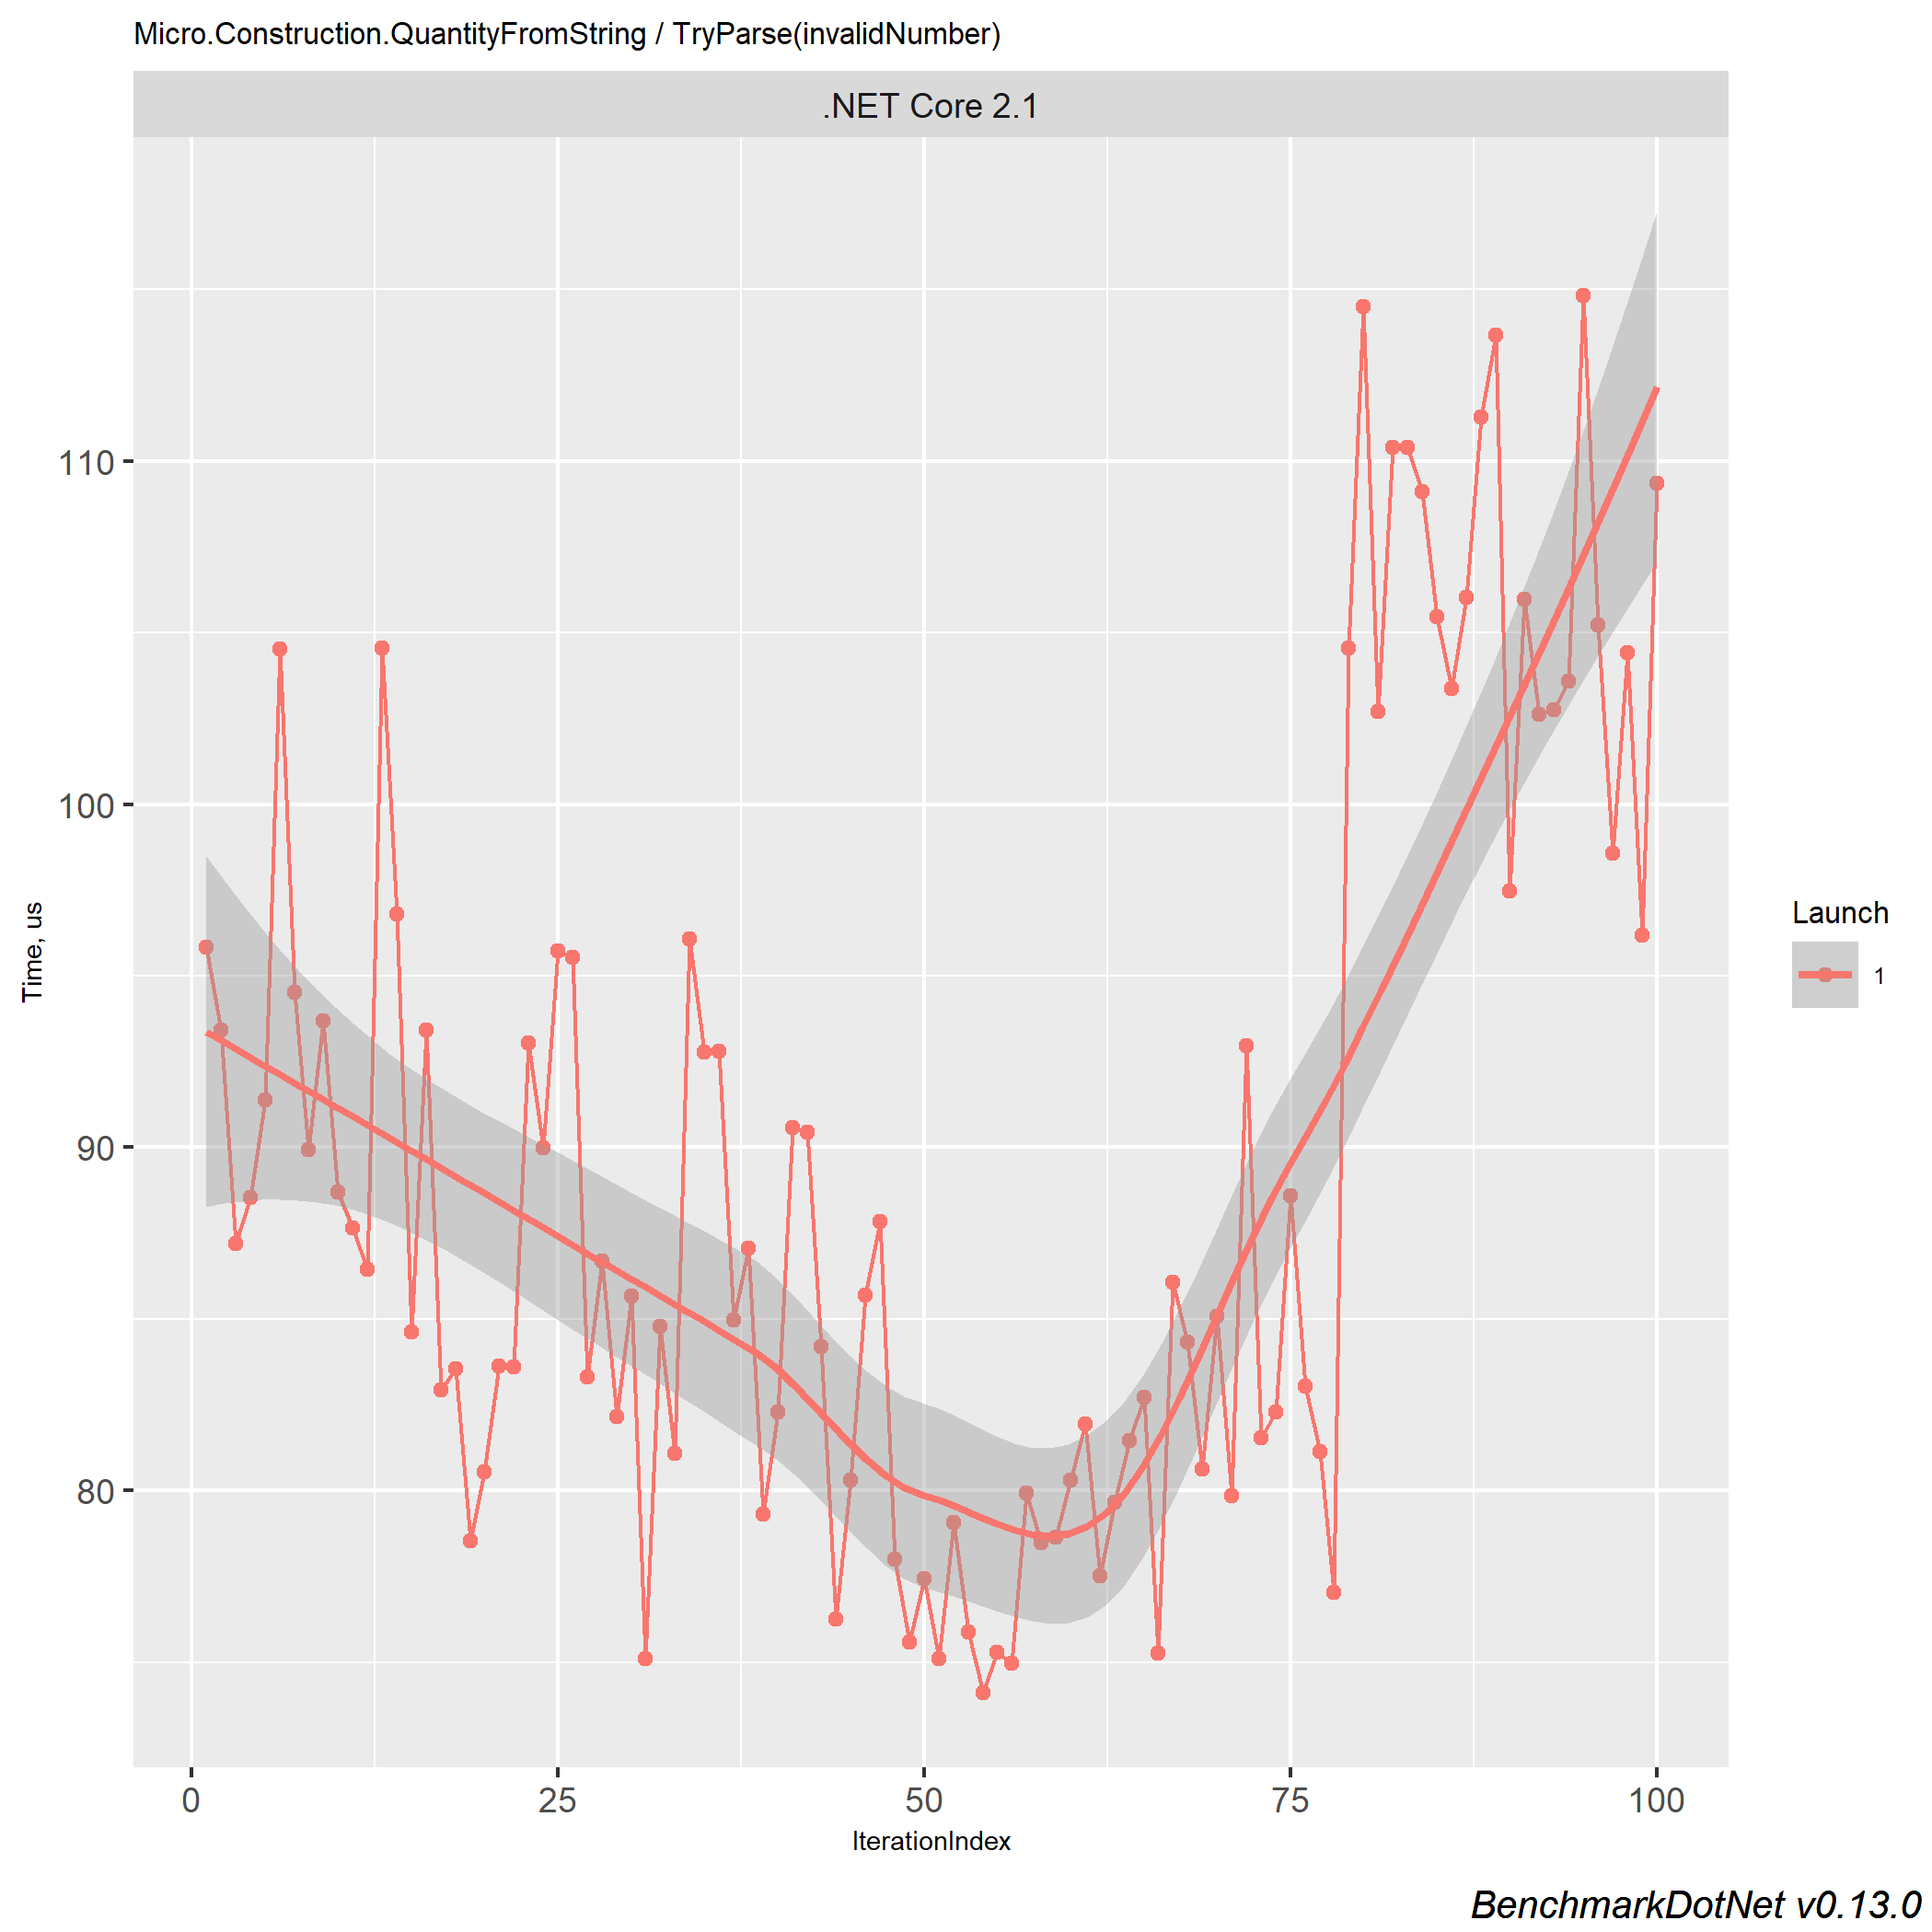 Micro.Construction.QuantityFromString / TryParse(invalidNumber)
.NET Core 2.1
110
100
90
80
Time, us
0 25 50 75 100
IterationIndex
Launch
1
BenchmarkDotNet v0.13.0